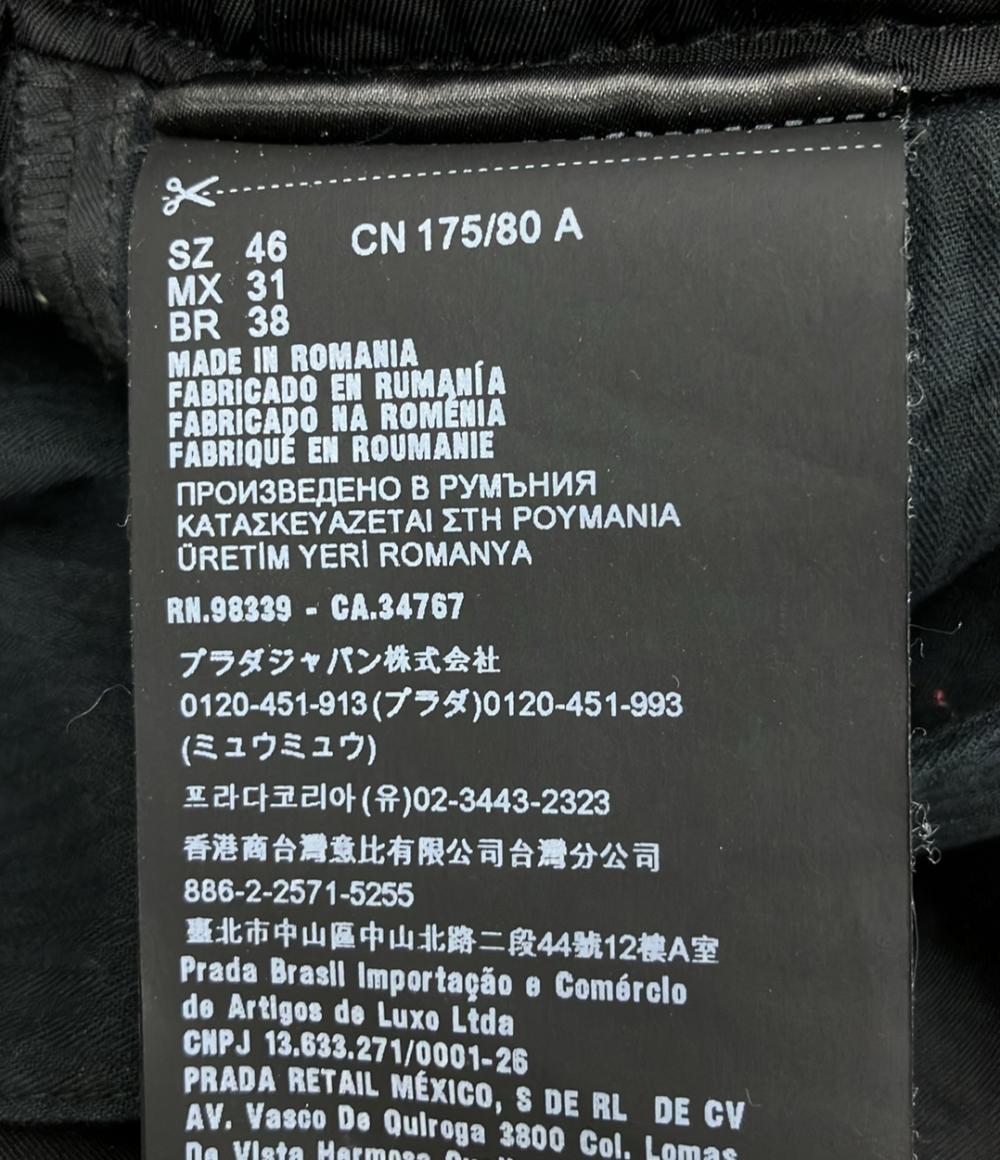 SZ 46 CN 175/80 A
MX 31
BR 38
MADE IN ROMANIA
FABRICADO EN RUMANÍA
FABRICADO NA ROMÉNIA
FABRIQUÉ EN ROUMANIE
ПРОИЗВЕДЕНО В РУМЪНИЯ
ΚΑΤΑΣΚΕΥΑΖΕΤΑΙ ΣΤΗ ΡΟΥΜΑΝΙΑ
ÜRETİM YERİ ROMANYA
RN.98339 - CA.34767
プラダジャパン株式会社
0120-451-913(プラダ)0120-451-993
(ミュウミュウ)
프라다코리아(유)02-3443-2323
香港商台灣意比有限公司台灣分公司
886-2-2571-5255
臺北市中山區中山北路二段44號12樓A室
Prada Brasil Importação e Comércio
de Artigos de Luxo Ltda
CNPJ 13.633.271/0001-26
PRADA RETAIL MÉXICO, S DE RL DE CV
AV. Vasco De Quiroga 3800 Col. Lomas
De Vista Hermosa